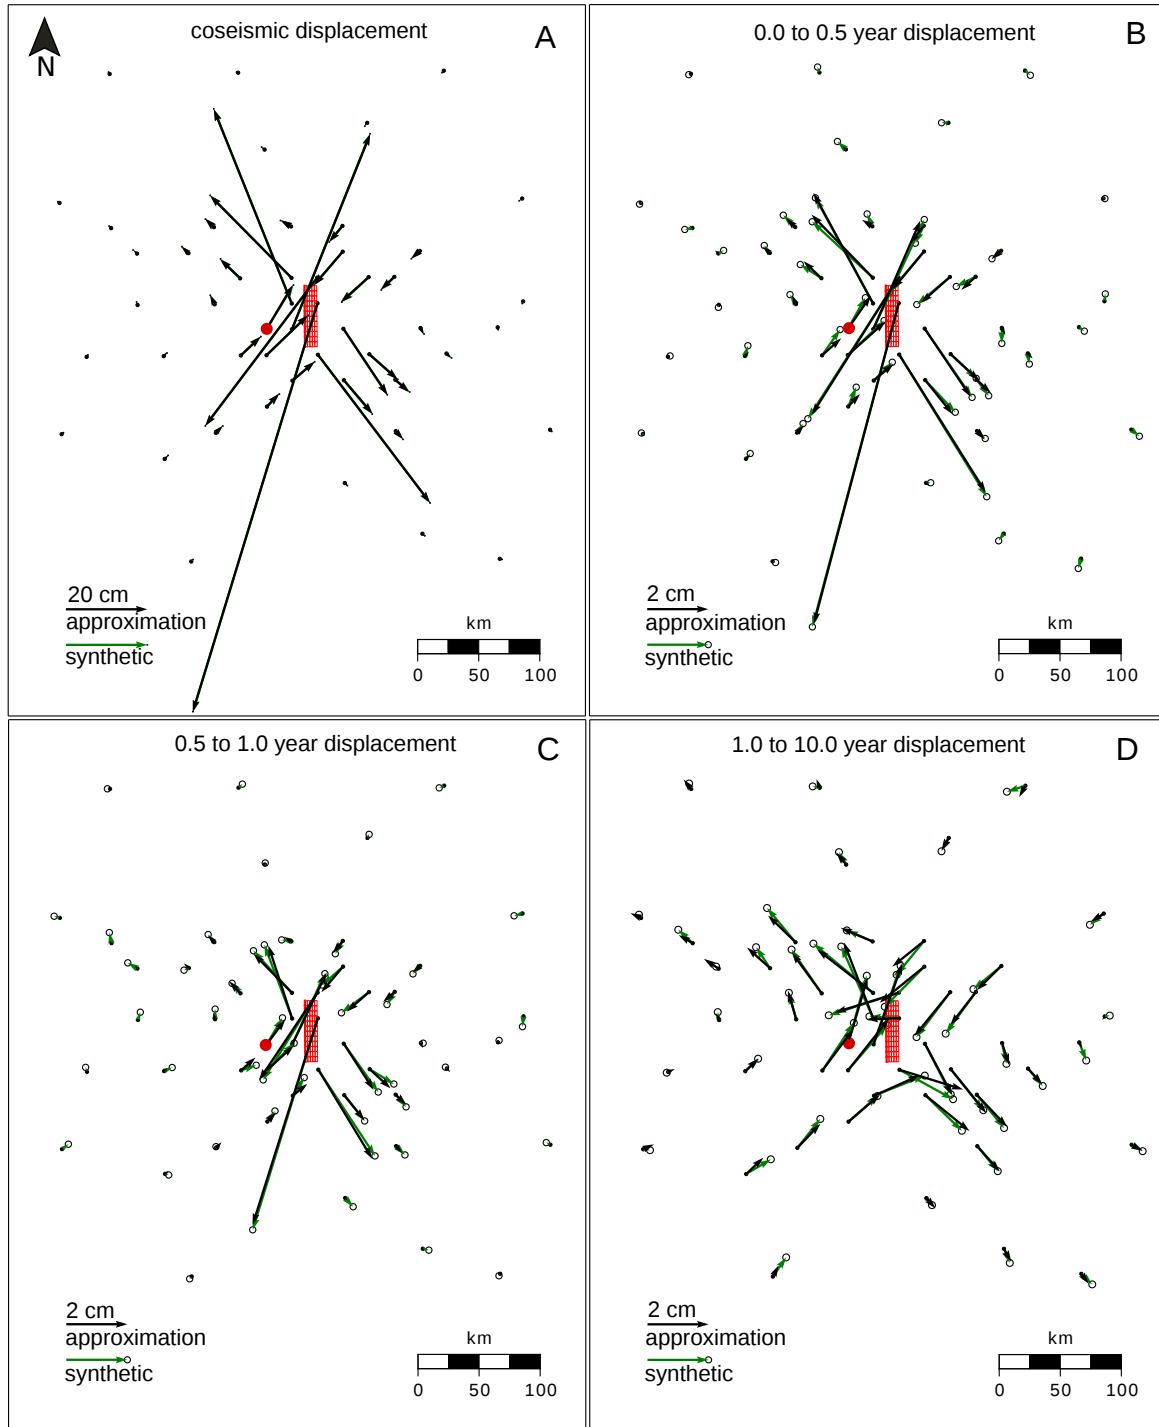 coseismic displacement
A
N
20 cm
approximation
synthetic
km
0 50 100
0.0 to 0.5 year displacement
B
2 cm
approximation
synthetic
km
0 50 100
0.5 to 1.0 year displacement
C
2 cm
approximation
synthetic
km
0 50 100
1.0 to 10.0 year displacement
D
2 cm
approximation
synthetic
km
0 50 100